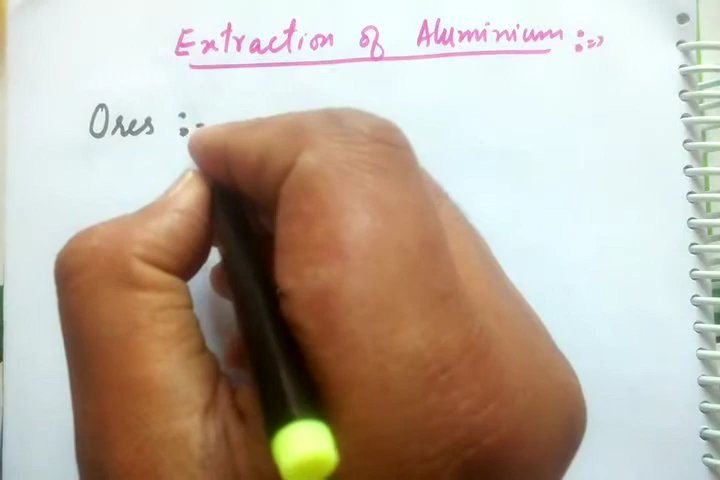 Extraction of Aluminium :->
Ores :-